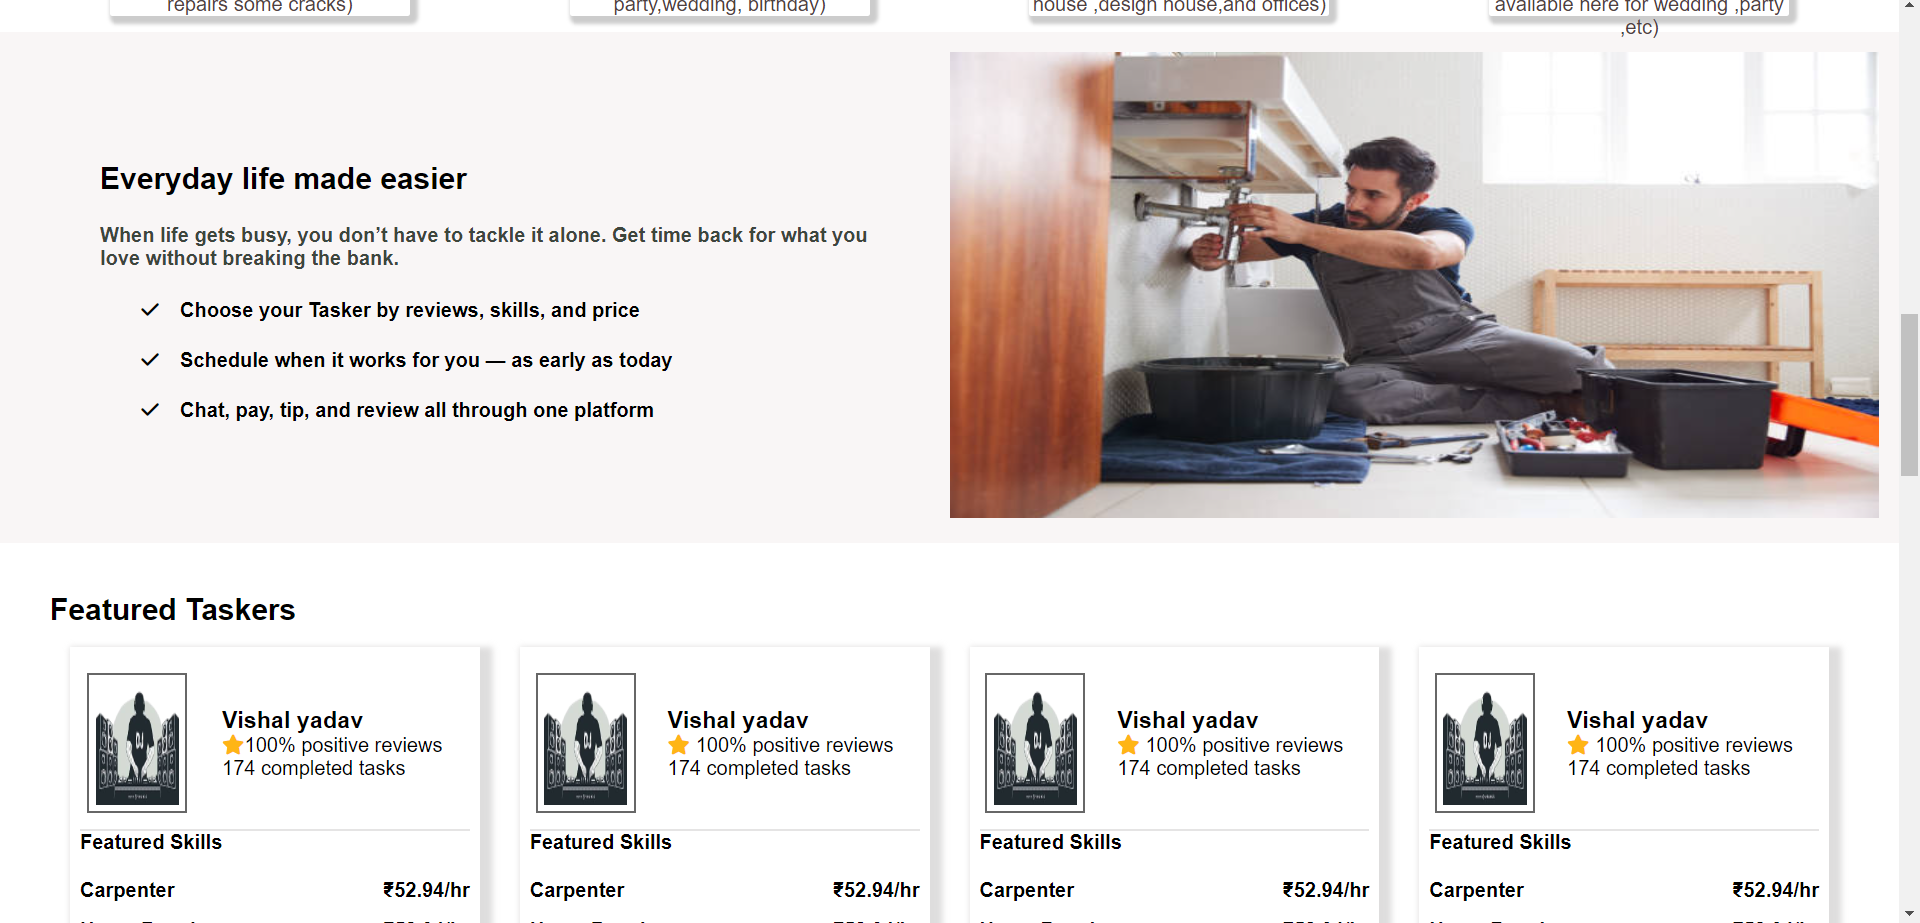 repairs some cracks)
party,wedding, birthday)
house ,design house,and offices)
available here for wedding ,party
,etc)
Everyday life made easier
When life gets busy, you don’t have to tackle it alone. Get time back for what you
love without breaking the bank.
Choose your Tasker by reviews, skills, and price
Schedule when it works for you — as early as today
Chat, pay, tip, and review all through one platform
Featured Taskers
Vishal yadav
100% positive reviews
174 completed tasks
Featured Skills
Carpenter ₹52.94/hr
Vishal yadav
100% positive reviews
174 completed tasks
Featured Skills
Carpenter ₹52.94/hr
Vishal yadav
100% positive reviews
174 completed tasks
Featured Skills
Carpenter ₹52.94/hr
Vishal yadav
100% positive reviews
174 completed tasks
Featured Skills
Carpenter ₹52.94/hr